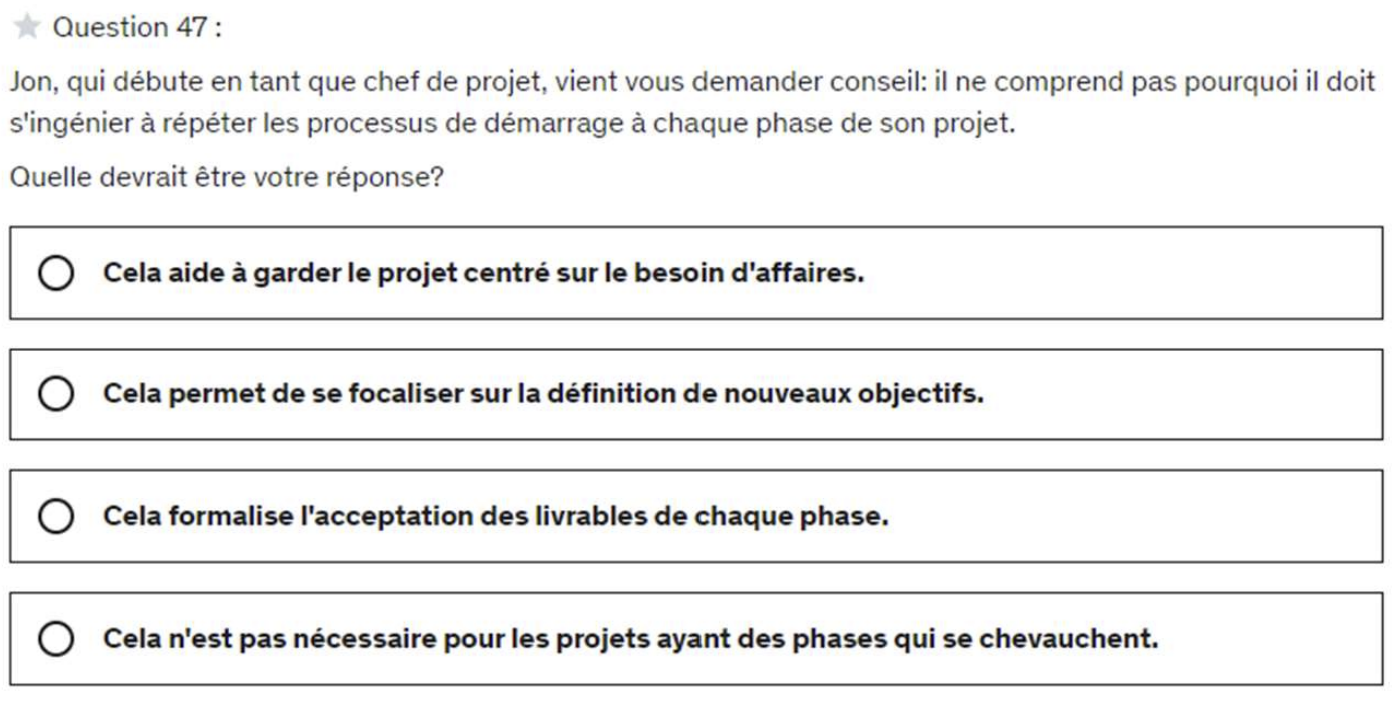 Question 47 :
Jon, qui débute en tant que chef de projet, vient vous demander conseil: il ne comprend pas pourquoi il doit
s'ingénier à répéter les processus de démarrage à chaque phase de son projet.
Quelle devrait être votre réponse?
Cela aide à garder le projet centré sur le besoin d'affaires.
Cela permet de se focaliser sur la définition de nouveaux objectifs.
Cela formalise l'acceptation des livrables de chaque phase.
Cela n'est pas nécessaire pour les projets ayant des phases qui se chevauchent.